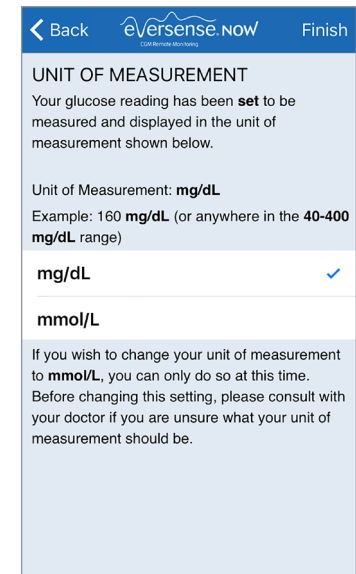 Back
eversense. NOW
Finish
CGM Remote Monitoring
UNIT OF MEASUREMENT
Your glucose reading has been set to be
measured and displayed in the unit of
measurement shown below.
Unit of Measurement: mg/dL
Example: 160 mg/dL (or anywhere in the 40-400
mg/dL range)
mg/dL
mmol/L
If you wish to change your unit of measurement
to mmol/L, you can only do so at this time.
Before changing this setting, please consult with
your doctor if you are unsure what your unit of
measurement should be.